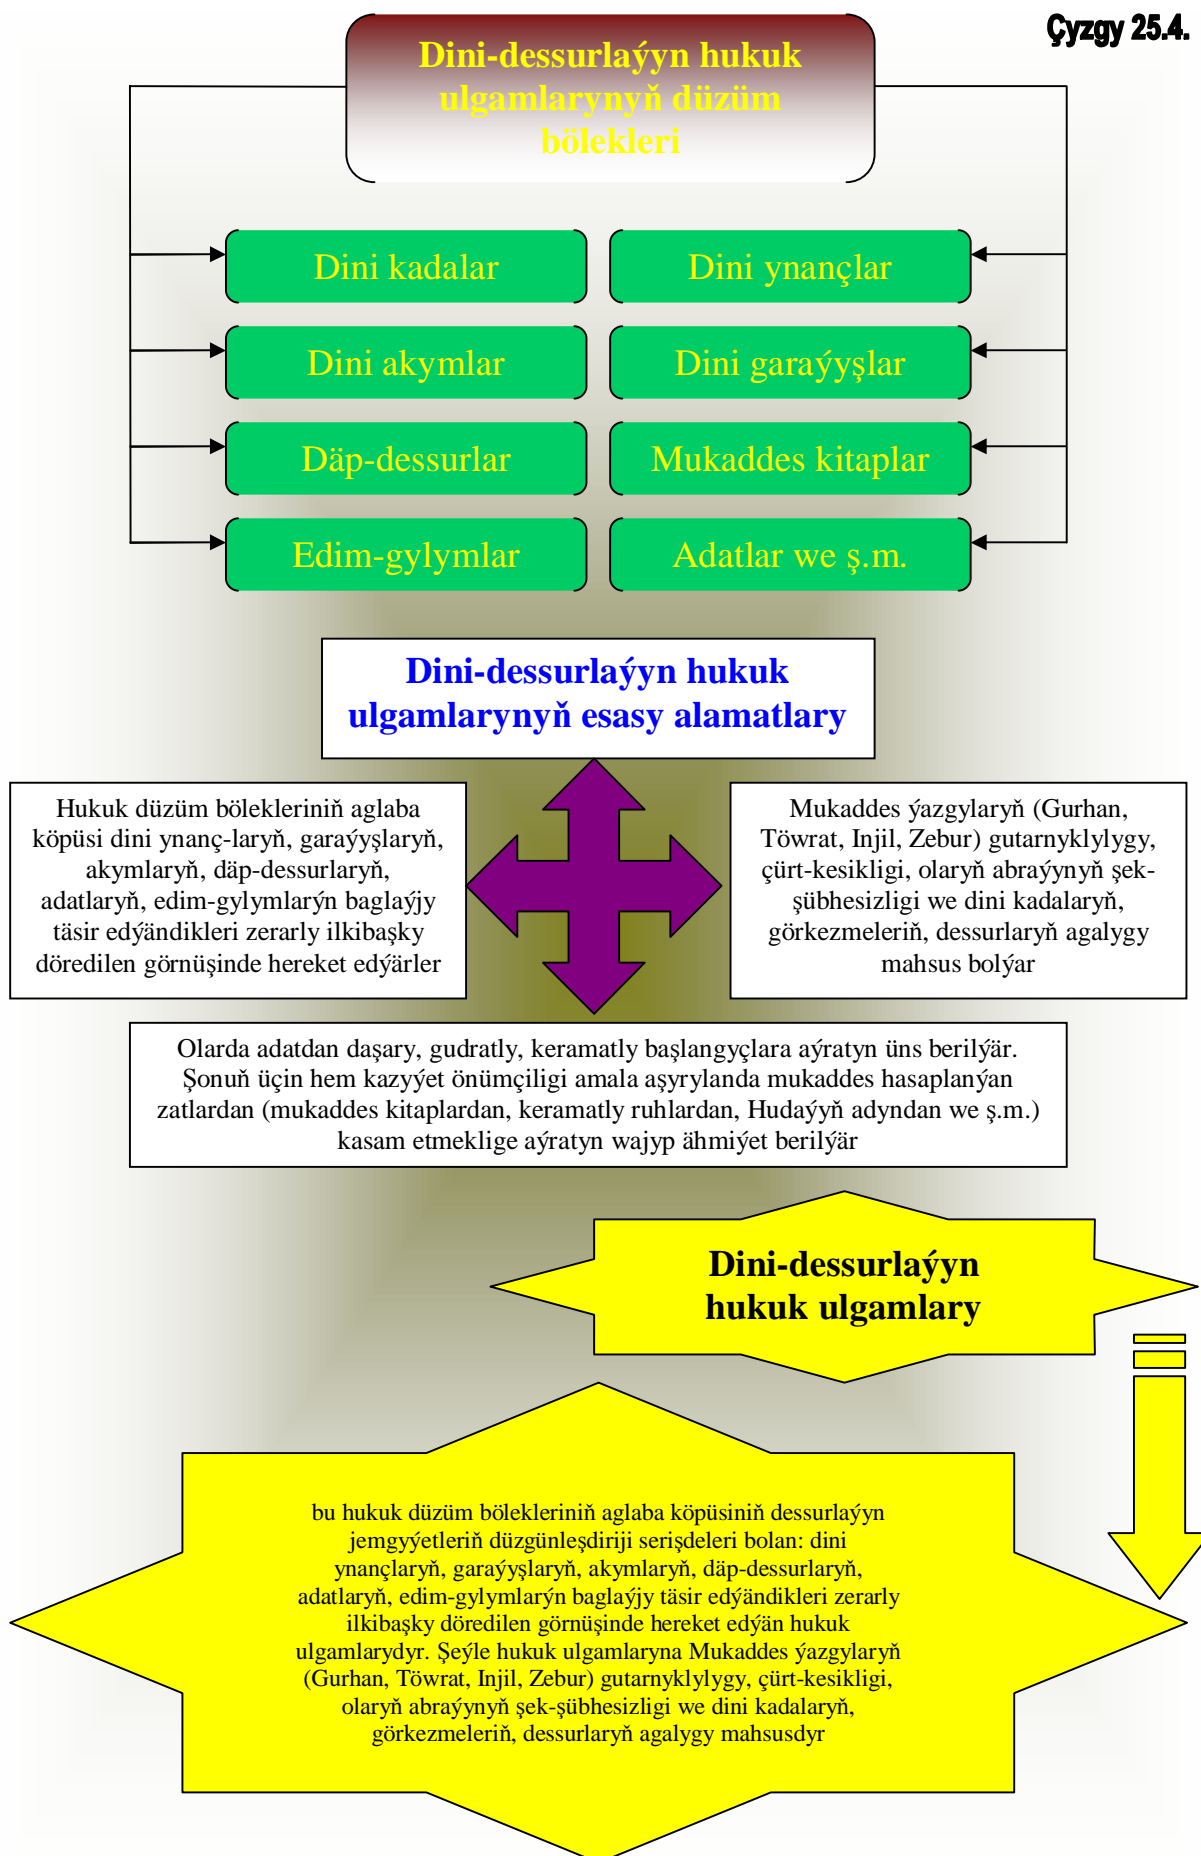 Çyzgy 25.4.
Dini-dessurlaýyn hukuk
ulgamlarynyň düzüm
bölekleri
Dini kadalar
Dini ynançlar
Dini akymlar
Dini garaýyşlar
Däp-dessurlar
Mukaddes kitaplar
Edim-gylymlar
Adatlar we ş.m.
Dini-dessurlaýyn hukuk
ulgamlarynyň esasy alamatlary
Hukuk düzüm bölekleriniň aglaba
köpüsi dini ynanç-laryň, garaýyşlaryň,
akymlaryň, däp-dessurlaryň,
adatlaryň, edim-gylymlarýn baglaýjy
täsir edýändikleri zerarly ilkibaşky
döredilen görnüşinde hereket edýärler
Mukaddes ýazgylaryň (Gurhan,
Töwrat, Injil, Zebur) gutarnyklylygy,
çürt-kesikligi, olaryň abraýynyň şek-
şübhesizligi we dini kadalaryň,
görkezmeleriň, dessurlaryň agalygy
mahsus bolýar
Olarda adatdan daşary, gudratly, keramatly başlangyçlara aýratyn üns berilýär.
Şonuň üçin hem kazyýet önümçiligi amala aşyrylanda mukaddes hasaplanýan
zatlardan (mukaddes kitaplardan, keramatly ruhlardan, Hudaýyň adyndan we ş.m.)
kasam etmeklige aýratyn wajyp ähmiýet berilýär
Dini-dessurlaýyn
hukuk ulgamlary
bu hukuk düzüm bölekleriniň aglaba köpüsiniň dessurlaýyn
jemgyýetleriň düzgünleşdiriji serişdeleri bolan: dini
ynançlaryň, garaýyşlaryň, akymlaryň, däp-dessurlaryň,
adatlaryň, edim-gylymlarýn baglaýjy täsir edýändikleri zerarly
ilkibaşky döredilen görnüşinde hereket edýän hukuk
ulgamlarydyr. Şeýle hukuk ulgamlaryna Mukaddes ýazgylaryň
(Gurhan, Töwrat, Injil, Zebur) gutarnyklylygy, çürt-kesikligi,
olaryň abraýynyň şek-şübhesizligi we dini kadalaryň,
görkezmeleriň, dessurlaryň agalygy mahsusdyr